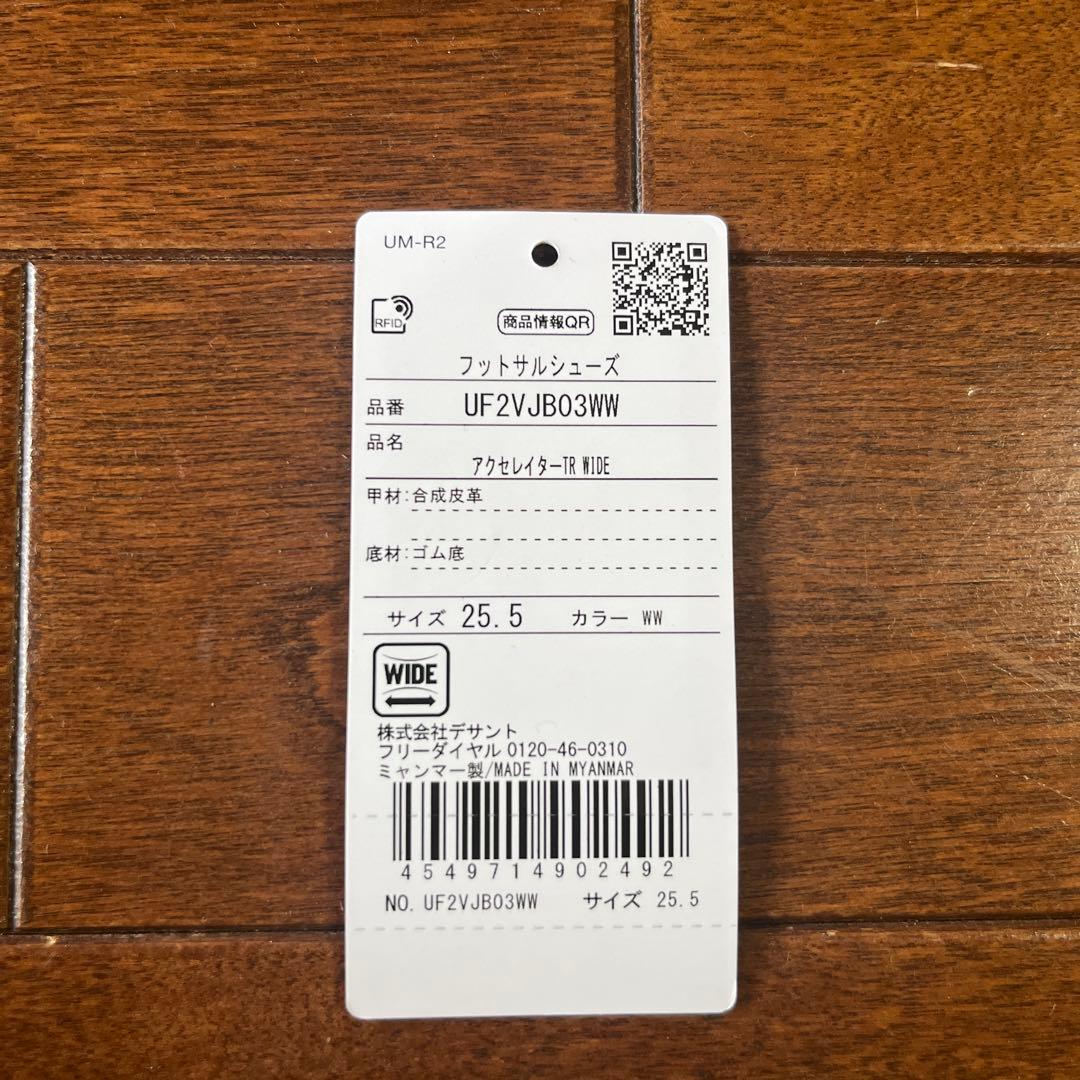 UM-R2
RFID
商品情報QR
フットサルシューズ
品番 UF2VJB03WW
品名
アクセレイターTR WIDE
甲材:合成皮革
底材:ゴム底
サイズ 25.5 カラー WW
WIDE
株式会社デサント
フリーダイヤル 0120-46-0310
ミャンマー製/MADE IN MYANMAR
4549714902492
NO. UF2VJB03WW サイズ 25.5